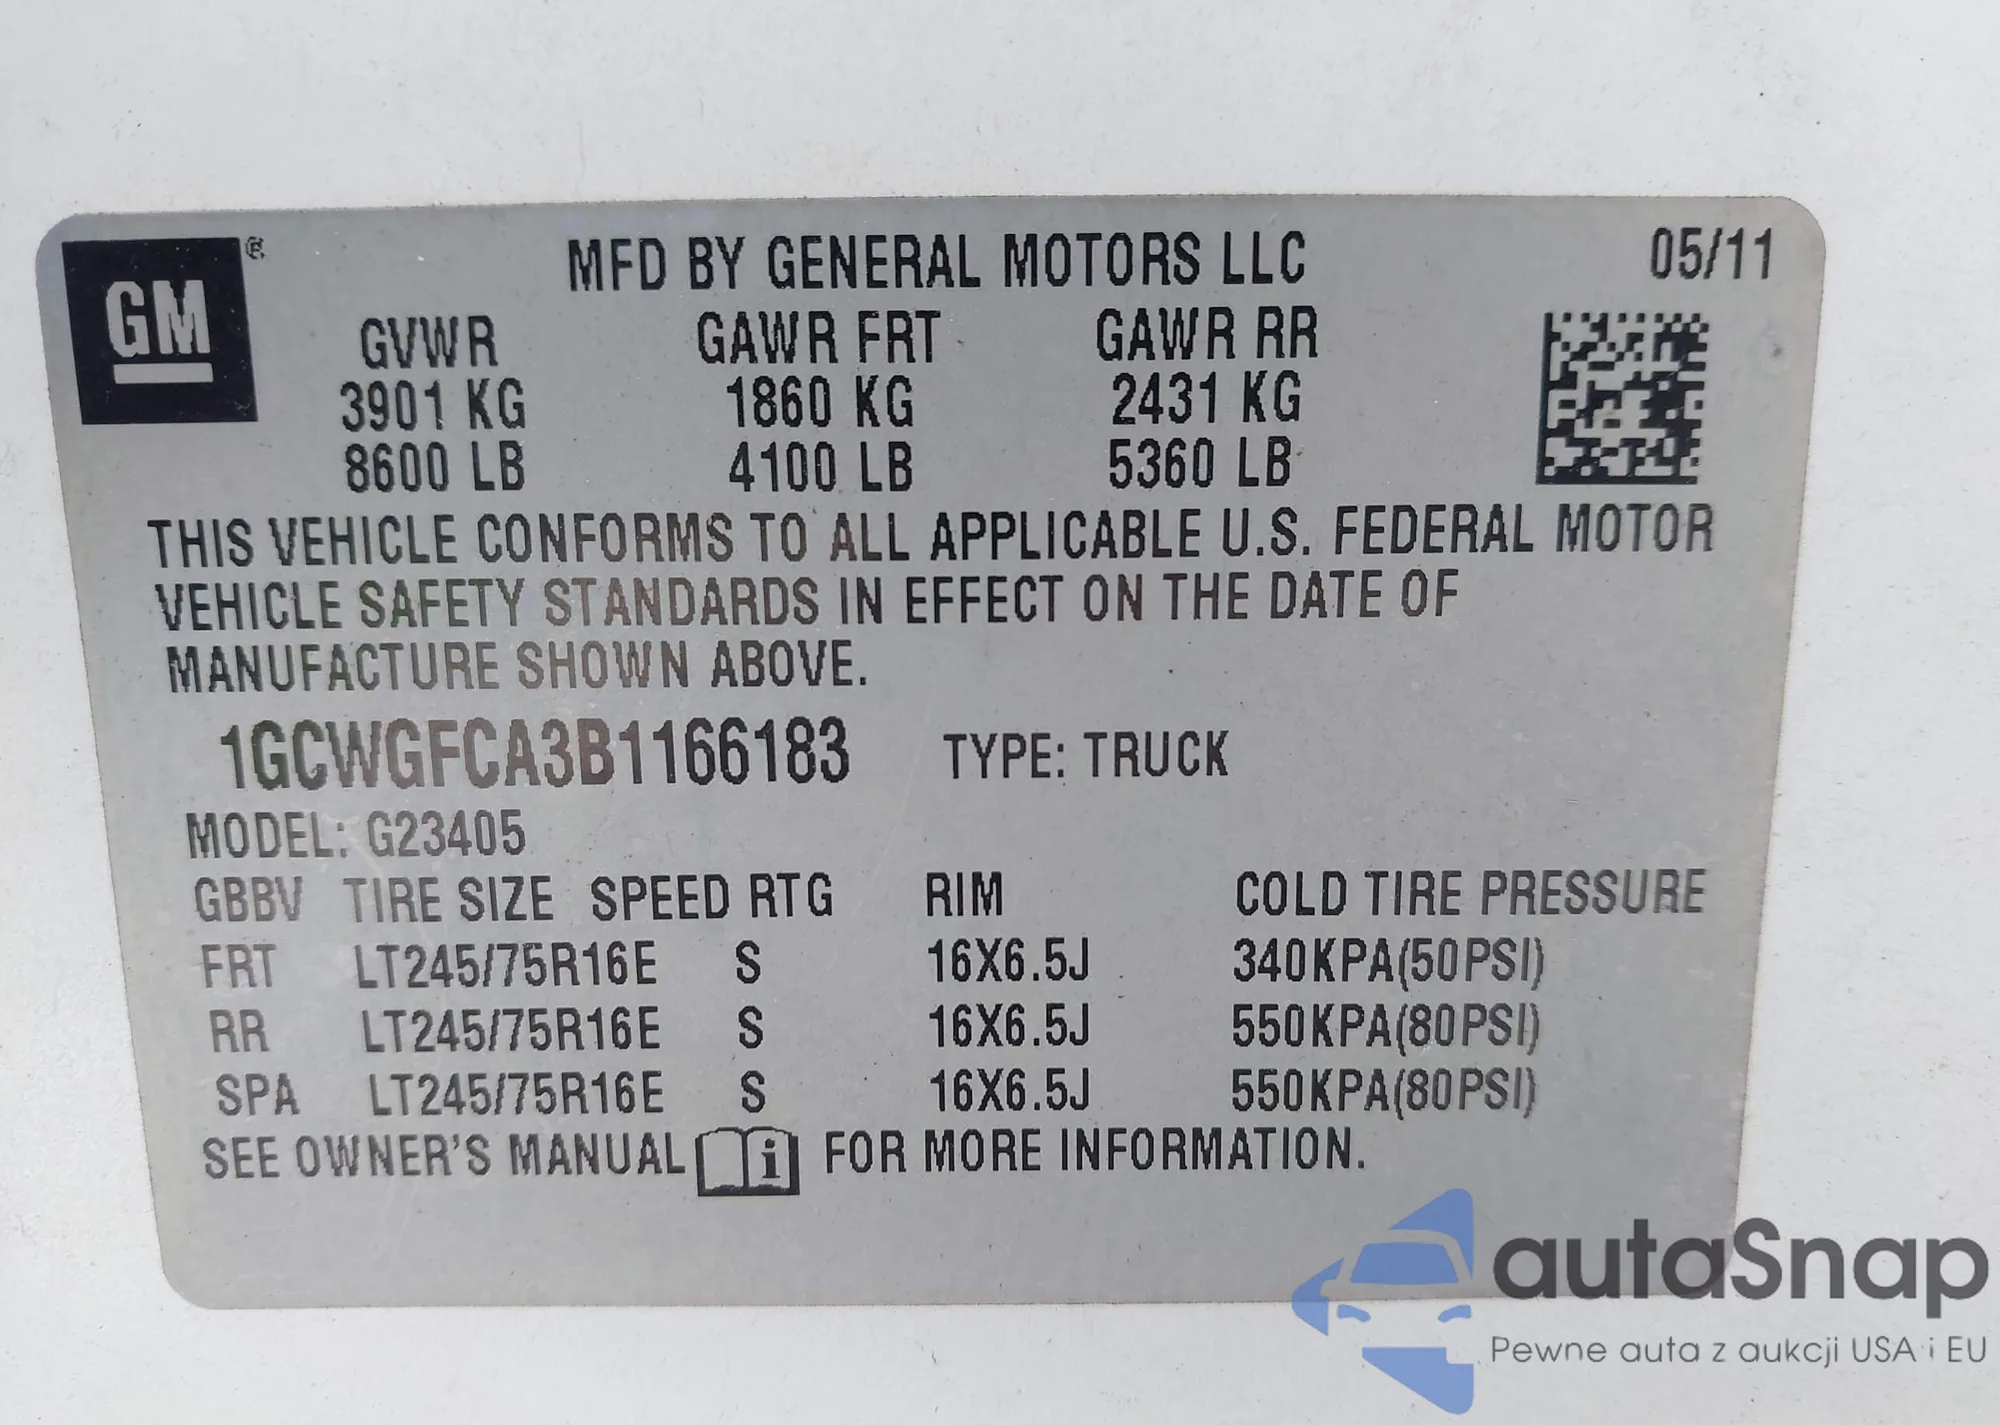 GM ®
MFD BY GENERAL MOTORS LLC 05/11
GVWR GAWR FRT GAWR RR
3901 KG 1860 KG 2431 KG
8600 LB 4100 LB 5360 LB
THIS VEHICLE CONFORMS TO ALL APPLICABLE U.S. FEDERAL MOTOR
VEHICLE SAFETY STANDARDS IN EFFECT ON THE DATE OF
MANUFACTURE SHOWN ABOVE.
1GCWGFCA3B1166183 TYPE: TRUCK
MODEL: G23405
GBBV TIRE SIZE SPEED RTG RIM COLD TIRE PRESSURE
FRT LT245/75R16E S 16X6.5J 340KPA(50PSI)
RR LT245/75R16E S 16X6.5J 550KPA(80PSI)
SPA LT245/75R16E S 16X6.5J 550KPA(80PSI)
SEE OWNER'S MANUAL i FOR MORE INFORMATION.
autaSnap
Pewne auta z aukcji USA i EU